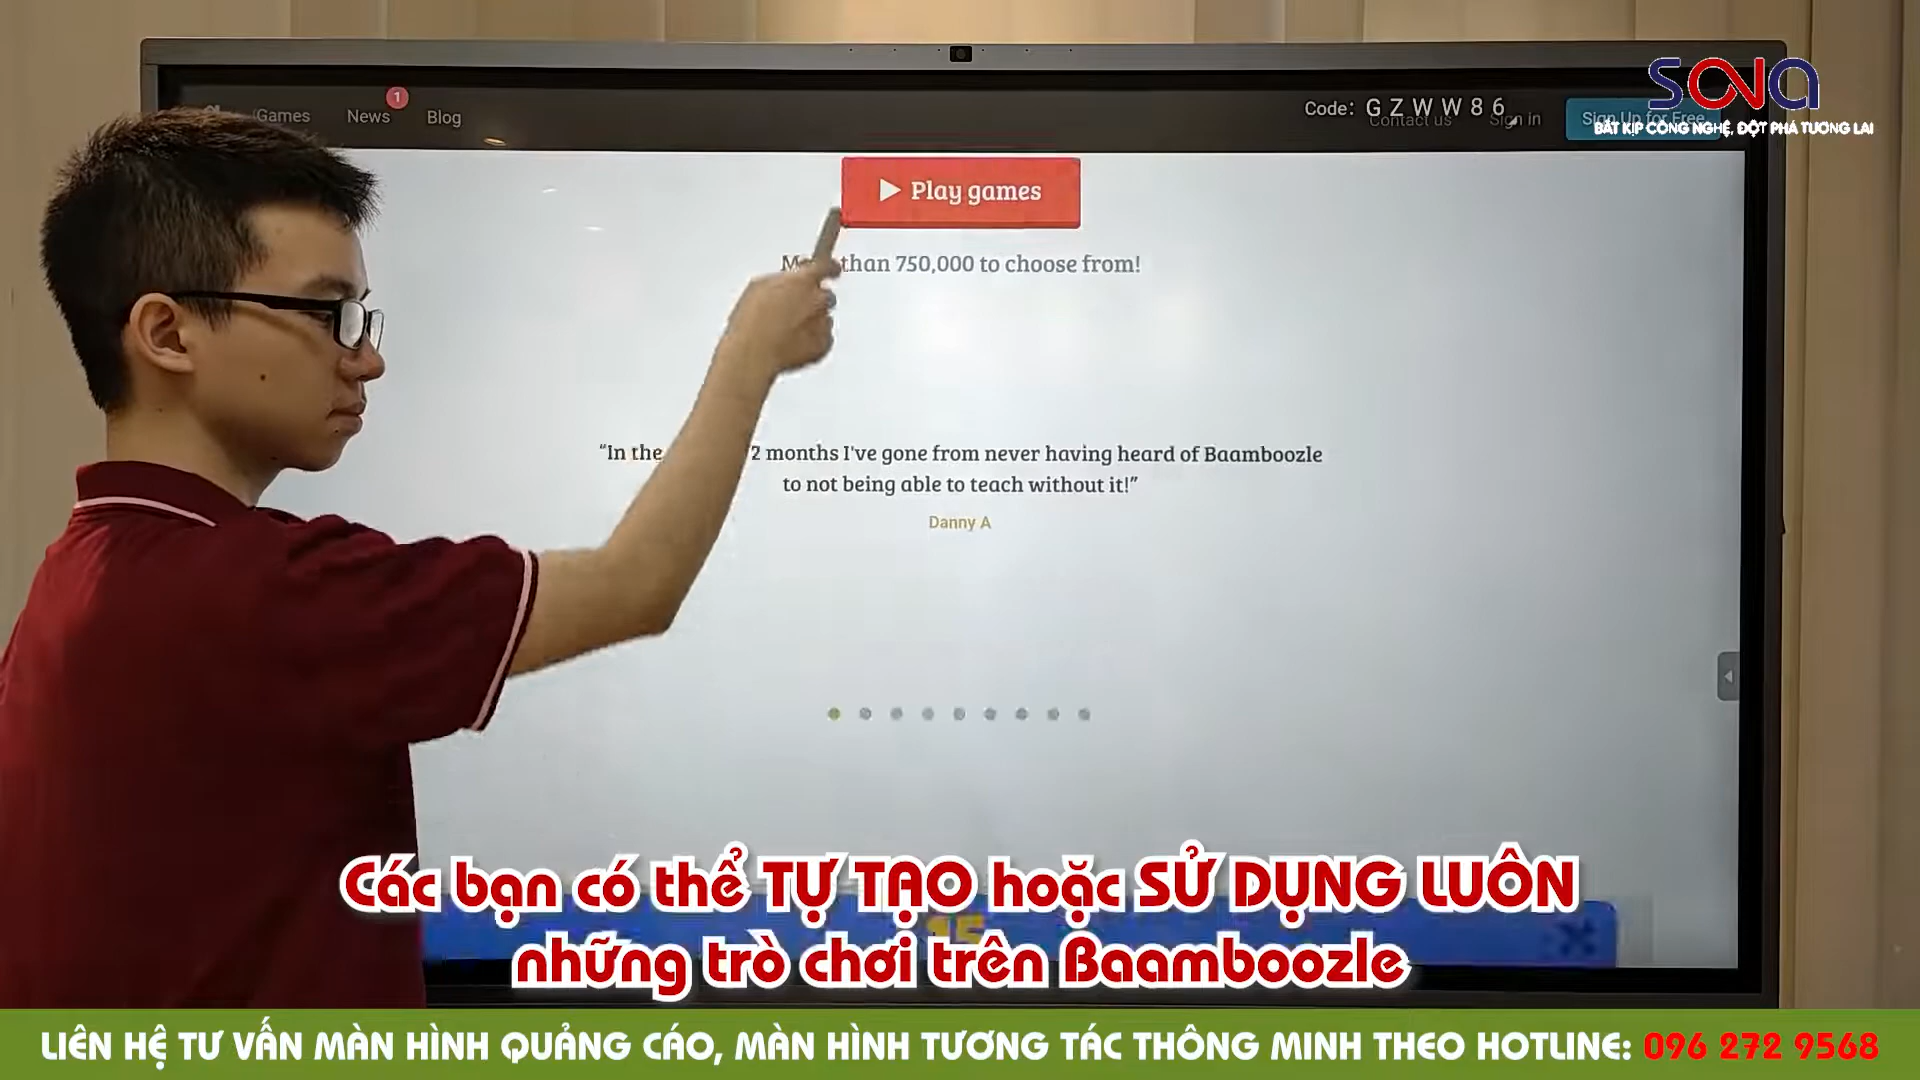 Games News 1 Blog
Code: GZWW86
Contact us Sign in Sign Up for Free
sona
BẮT KỊP CÔNG NGHỆ, ĐỘT PHÁ TƯƠNG LAI
Play games
than 750,000 to choose from!
“In the 2 months I've gone from never having heard of Baamboozle
to not being able to teach without it!”
Danny A
15
Các bạn có thể TỰ TẠO hoặc SỬ DỤNG LUÔN
những trò chơi trên Baamboozle
LIÊN HỆ TƯ VẤN MÀN HÌNH QUẢNG CÁO, MÀN HÌNH TƯƠNG TÁC THÔNG MINH THEO HOTLINE: 096 272 9568